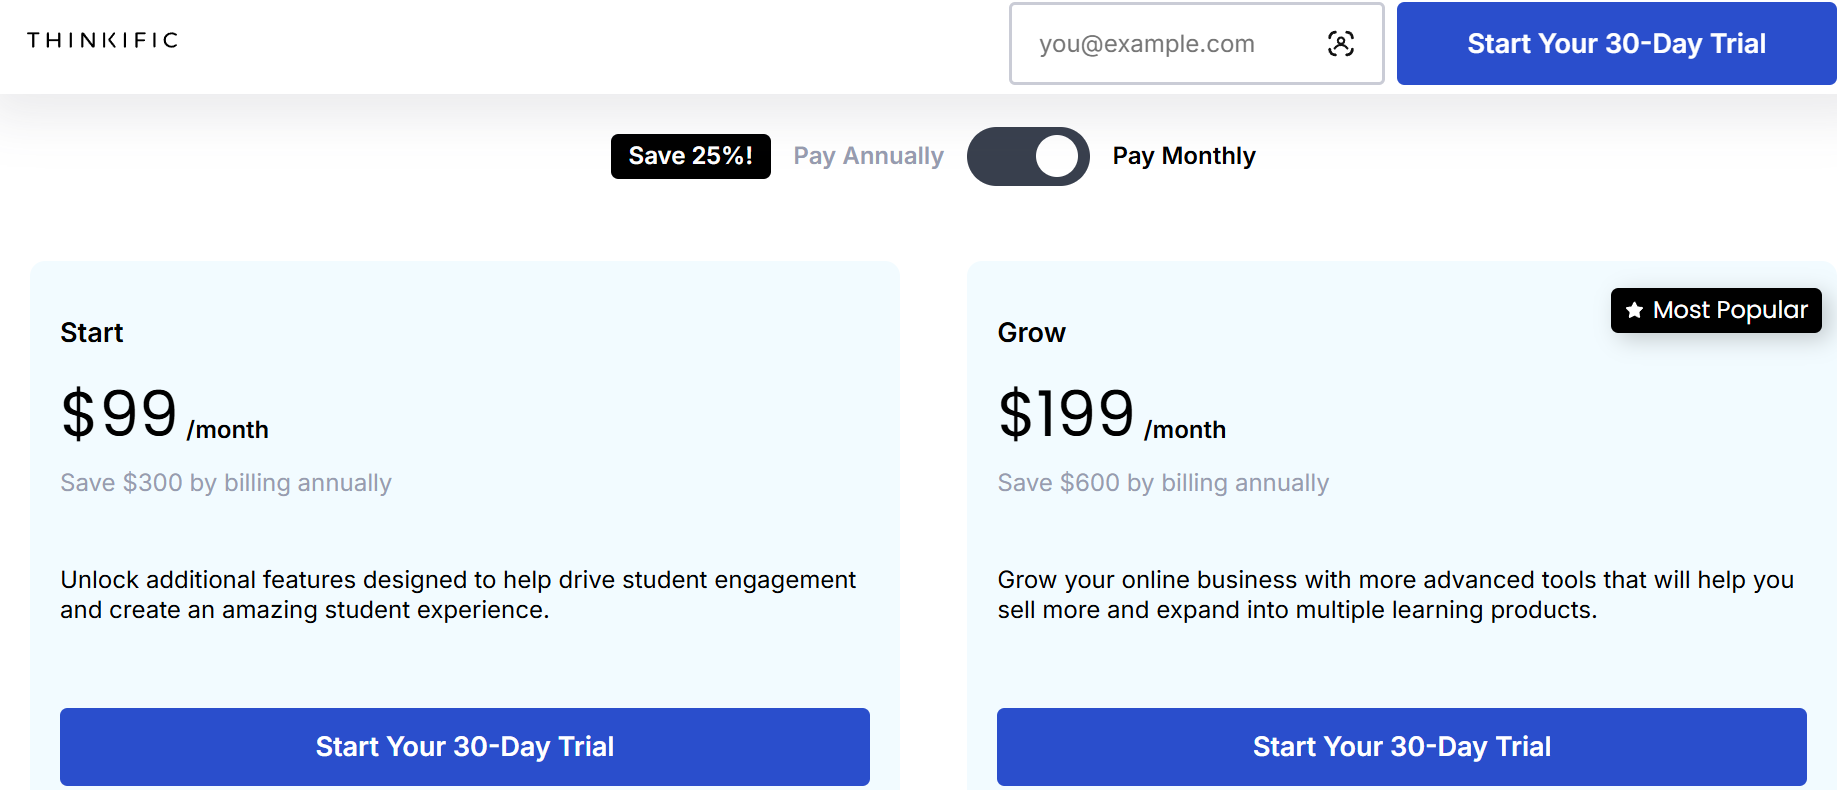 THINKIFIC
you@example.com
Start Your 30-Day Trial
Save 25%!
Pay Annually
Pay Monthly
Start
$99 /month
Save $300 by billing annually
Unlock additional features designed to help drive student engagement
and create an amazing student experience.
Start Your 30-Day Trial
Most Popular
Grow
$199 /month
Save $600 by billing annually
Grow your online business with more advanced tools that will help you
sell more and expand into multiple learning products.
Start Your 30-Day Trial